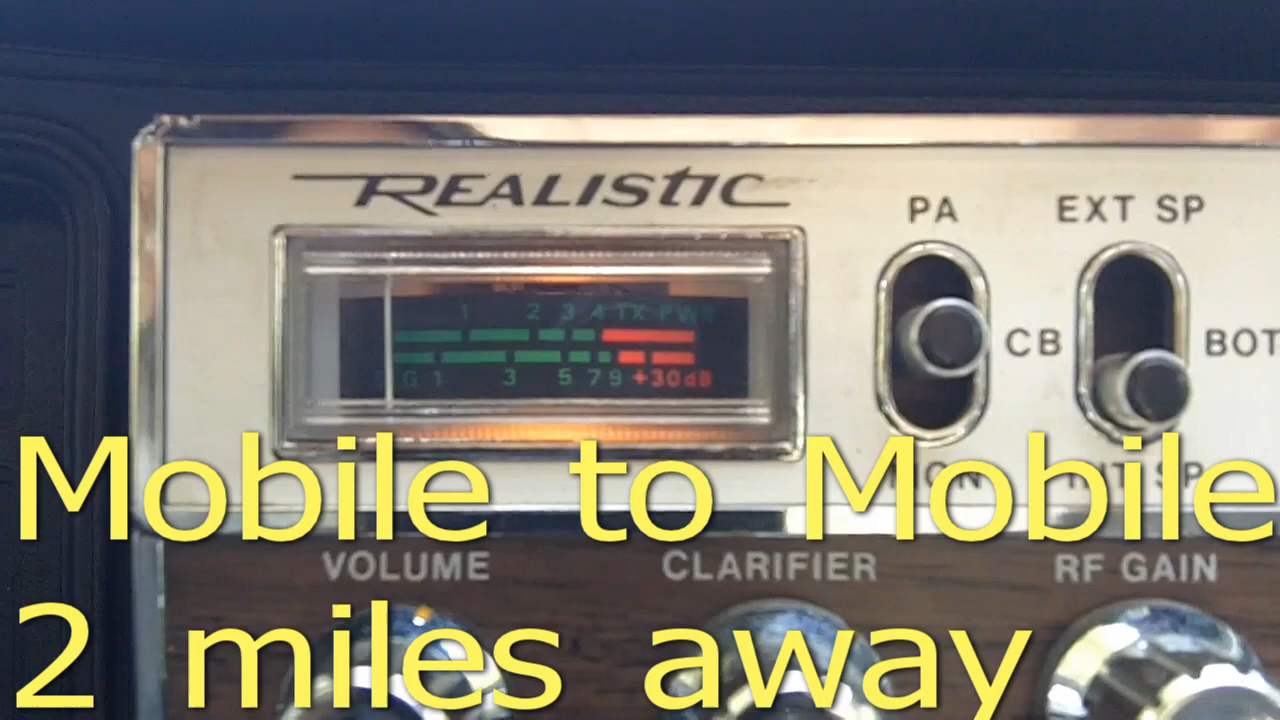 REALISTIC
PA
EXT SP
1 2 3 4 TX PWR
CB
BOT
G 1 3 5 7 9 +30dB
Mobile to Mobile
VOLUME
CLARIFIER
RF GAIN
2 miles away